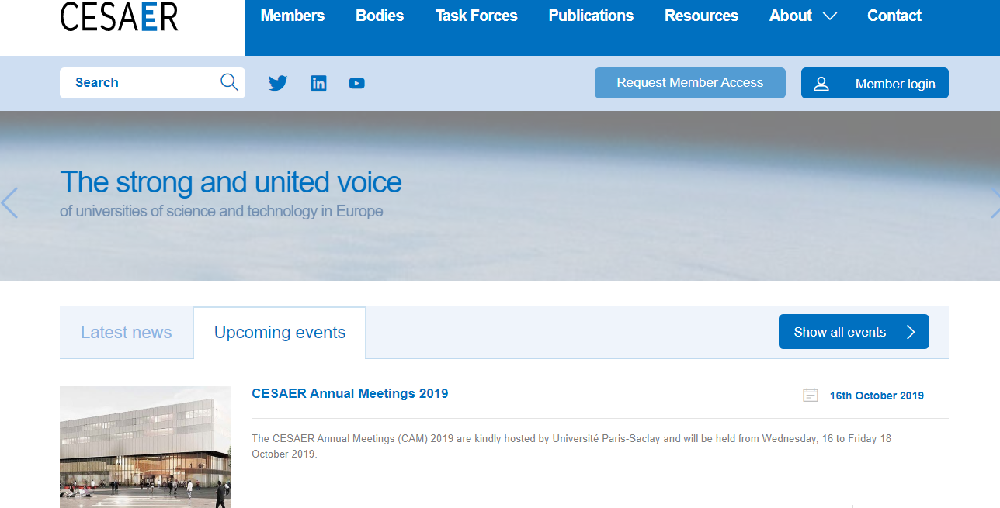 CESAER
Members Bodies Task Forces Publications Resources About Contact
Search Request Member Access Member login
The strong and united voice
of universities of science and technology in Europe
Latest news Upcoming events Show all events
CESAER Annual Meetings 2019 16th October 2019
The CESAER Annual Meetings (CAM) 2019 are kindly hosted by Université Paris-Saclay and will be held from Wednesday, 16 to Friday 18
October 2019.